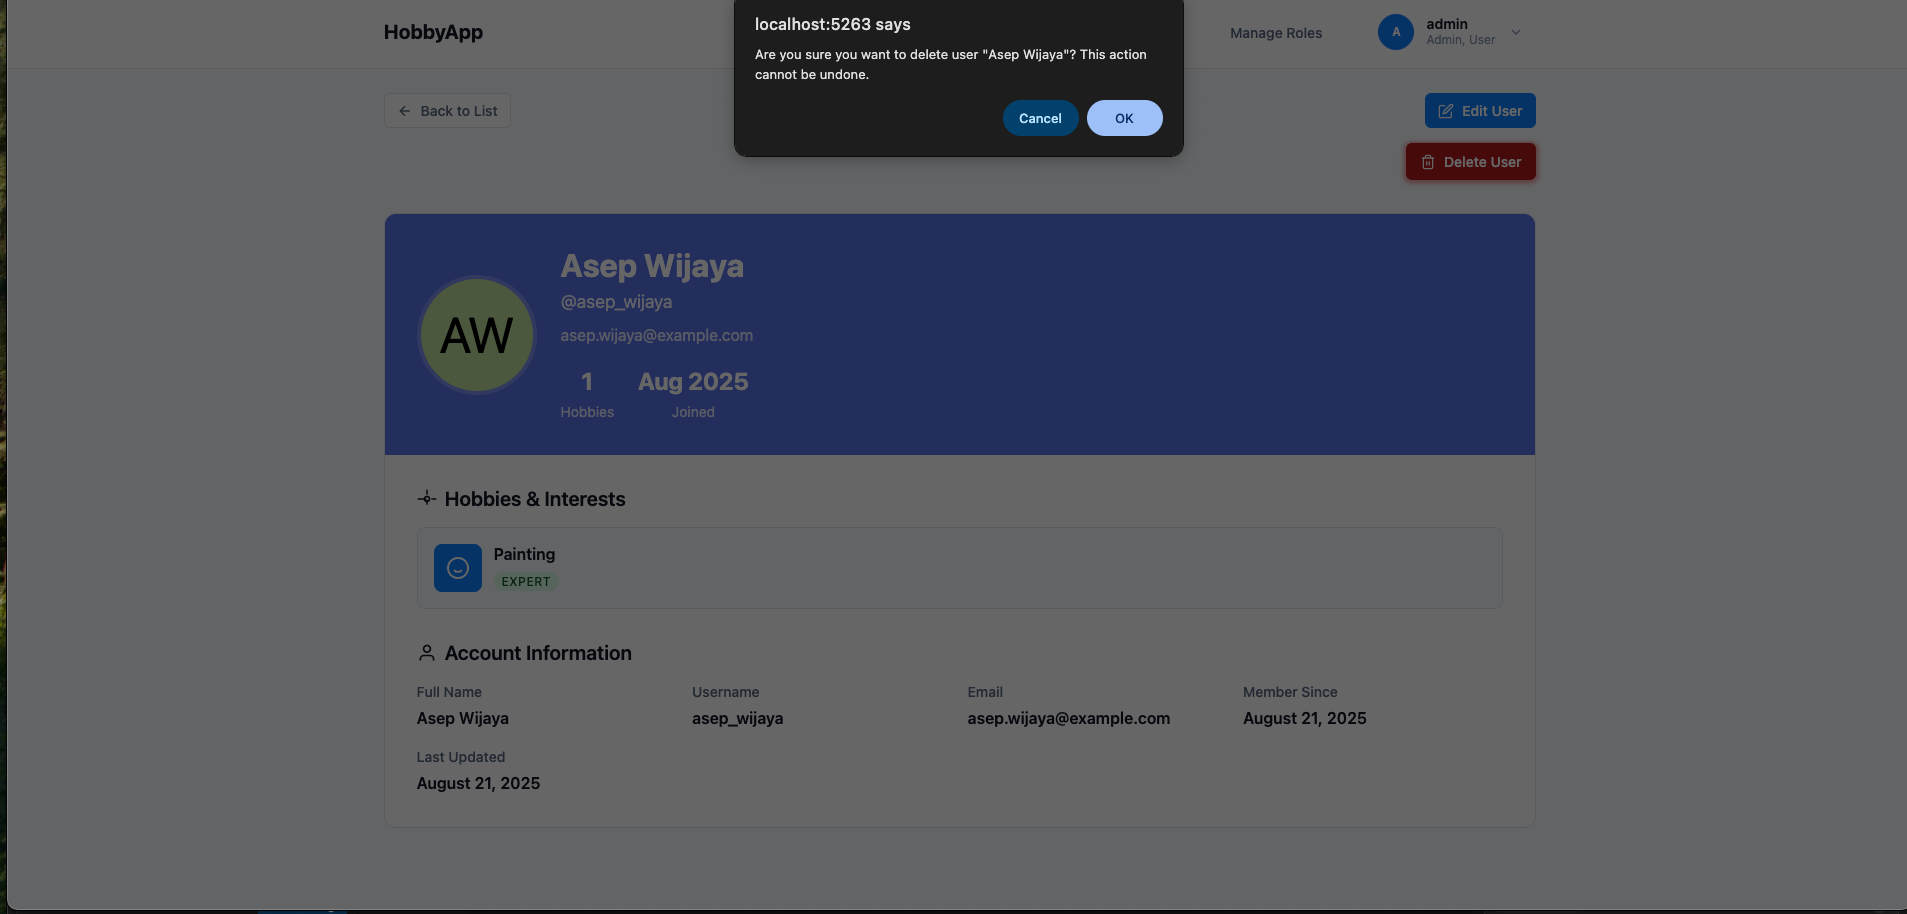 localhost:5263 says
Are you sure you want to delete user "Asep Wijaya"? This action
cannot be undone.
Cancel
OK
HobbyApp
Manage Roles
A
admin
Admin, User
Back to List
Edit User
Delete User
AW
Asep Wijaya
@asep_wijaya
asep.wijaya@example.com
1
Aug 2025
Hobbies
Joined
Hobbies & Interests
Painting
EXPERT
Account Information
Full Name
Username
Email
Member Since
Asep Wijaya
asep_wijaya
asep.wijaya@example.com
August 21, 2025
Last Updated
August 21, 2025